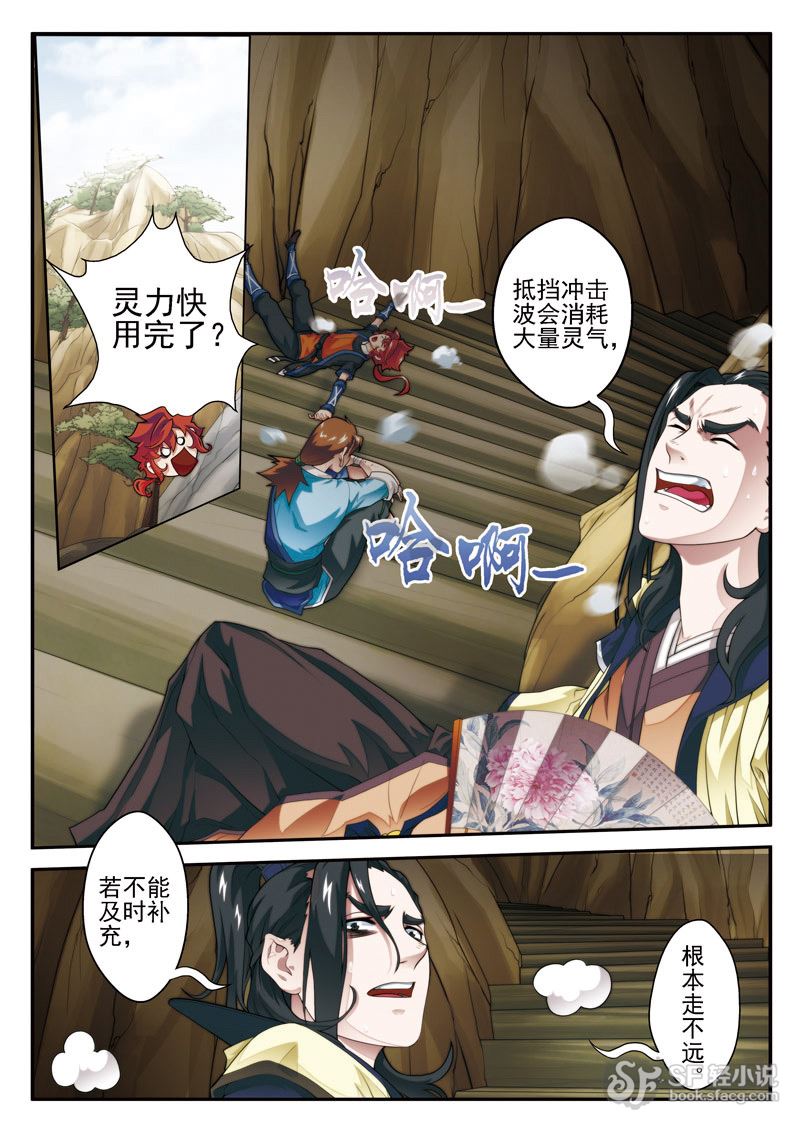 灵力快
用完了？
哈啊—
抵挡冲击
波会消耗
大量灵气，
哈啊—
若不能
及时补
充，
根本走不远。
SF轻小说
book.sfacg.com